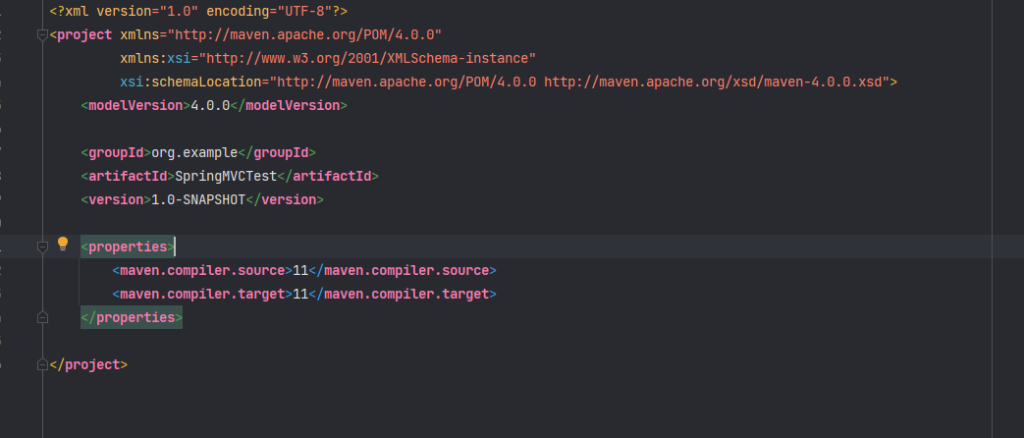 <?xml version="1.0" encoding="UTF-8"?>
<project xmlns="http://maven.apache.org/POM/4.0.0"
xmlns:xsi="http://www.w3.org/2001/XMLSchema-instance"
xsi:schemaLocation="http://maven.apache.org/POM/4.0.0 http://maven.apache.org/xsd/maven-4.0.0.xsd">
<modelVersion>4.0.0</modelVersion>
<groupId>org.example</groupId>
<artifactId>SpringMVCTest</artifactId>
<version>1.0-SNAPSHOT</version>
<properties>
<maven.compiler.source>11</maven.compiler.source>
<maven.compiler.target>11</maven.compiler.target>
</properties>
</project>